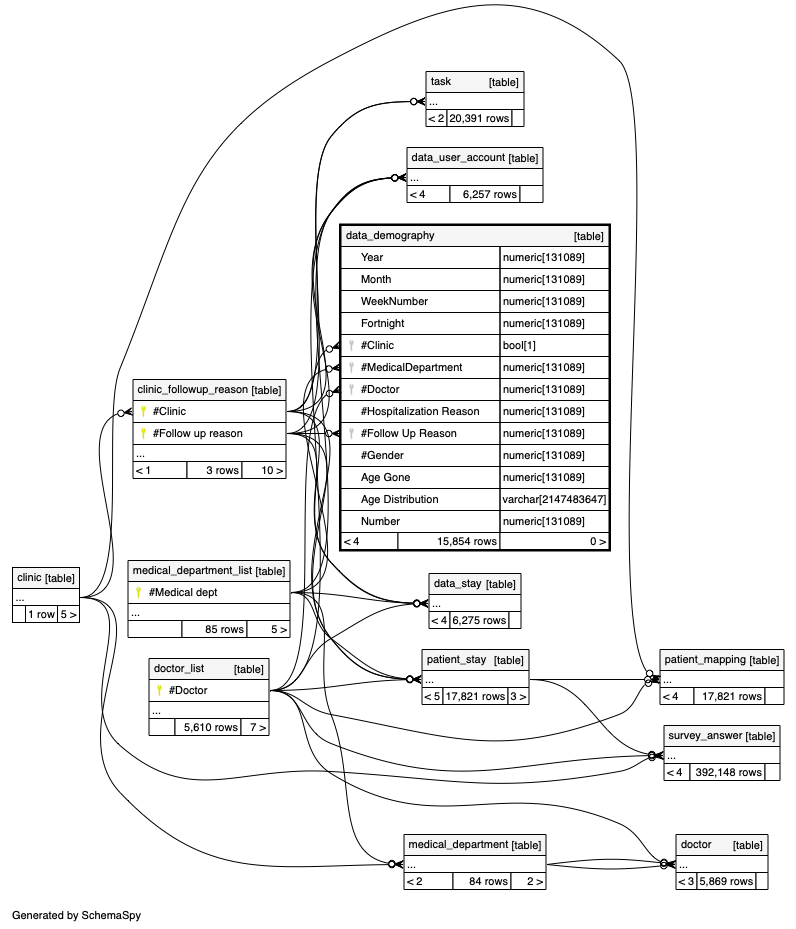 task [table]
...
< 2 20,391 rows
data_user_account [table]
...
< 4 6,257 rows
data_demography [table]
Year numeric[131089]
Month numeric[131089]
WeekNumber numeric[131089]
Fortnight numeric[131089]
#Clinic bool[1]
#MedicalDepartment numeric[131089]
#Doctor numeric[131089]
#Hospitalization Reason numeric[131089]
#Follow Up Reason numeric[131089]
#Gender numeric[131089]
Age Gone numeric[131089]
Age Distribution varchar[2147483647]
Number numeric[131089]
< 4 15,854 rows 0 >
clinic_followup_reason [table]
#Clinic
#Follow up reason
...
< 1 3 rows 10 >
clinic [table]
...
1 row 5 >
medical_department_list [table]
#Medical dept
...
85 rows 5 >
doctor_list [table]
#Doctor
...
5,610 rows 7 >
data_stay [table]
...
< 4 6,275 rows
patient_stay [table]
...
< 5 17,821 rows 3 >
patient_mapping [table]
...
< 4 17,821 rows
survey_answer [table]
...
< 4 392,148 rows
medical_department [table]
...
< 2 84 rows 2 >
doctor [table]
...
< 3 5,869 rows
Generated by SchemaSpy